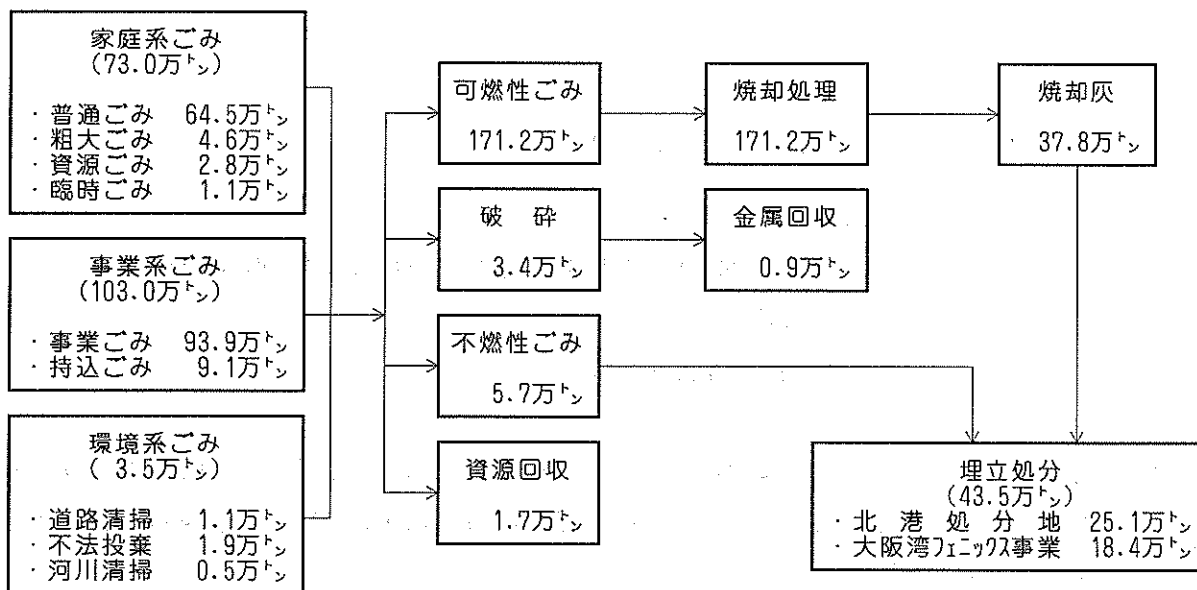 家庭系ごみ
(73.0万トン)
・普通ごみ 64.5万トン
・粗大ごみ 4.6万トン
・資源ごみ 2.8万トン
・臨時ごみ 1.1万トン
事業系ごみ
(103.0万トン)
・事業ごみ 93.9万トン
・持込ごみ 9.1万トン
環境系ごみ
( 3.5万トン)
・道路清掃 1.1万トン
・不法投棄 1.9万トン
・河川清掃 0.5万トン
可燃性ごみ
171.2万トン
焼却処理
171.2万トン
焼却灰
37.8万トン
破 砕
3.4万トン
金属回収
0.9万トン
不燃性ごみ
5.7万トン
資源回収
1.7万トン
埋立処分
(43.5万トン)
・北 港 処 分 地 25.1万トン
・大阪湾フェニックス事業 18.4万トン